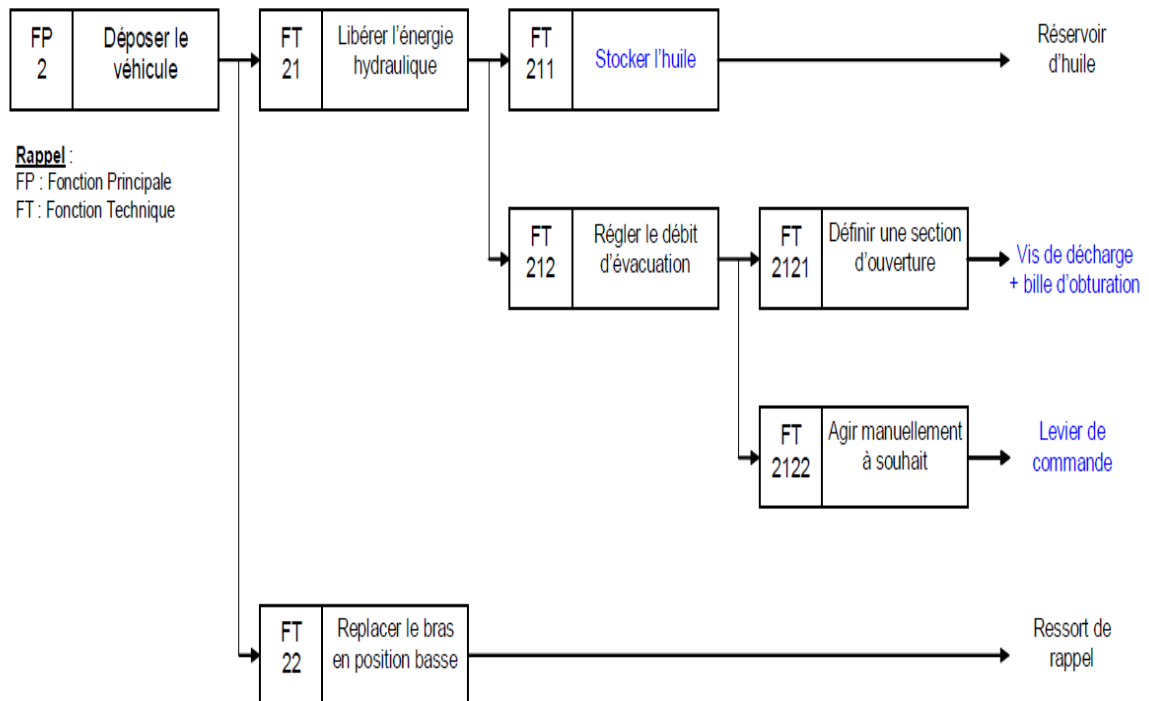 FP
2
Déposer le
véhicule
FT
21
Libérer l'énergie
hydraulique
FT
211
Stocker l'huile
Réservoir
d'huile
Rappel :
FP : Fonction Principale
FT : Fonction Technique
FT
212
Régler le débit
d'évacuation
FT
2121
Définir une section
d'ouverture
Vis de décharge
+ bille d'obturation
FT
2122
Agir manuellement
à souhait
Levier de
commande
FT
22
Replacer le bras
en position basse
Ressort de
rappel